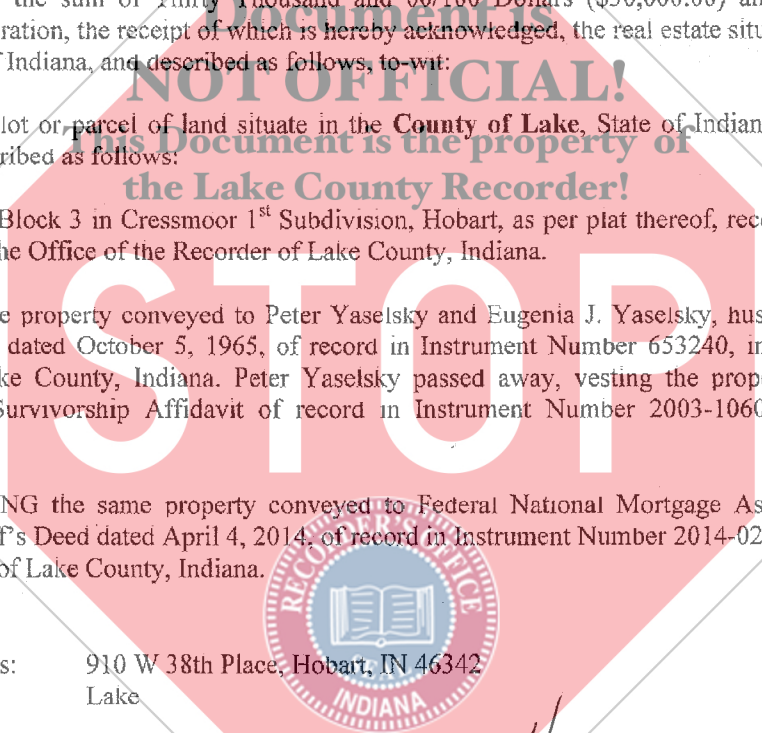 the sum of Thirty Thousand and 00/100 Dollars ($30,000.00) an
Document is
ration, the receipt of which is hereby acknowledged, the real estate situ
f Indiana, and described as follows, to-wit:
NOT OFFICIAL!
lot or parcel of land situate in the County of Lake, State of Indian
This Document is the property of
ribed as follows:
the Lake County Recorder!
Block 3 in Cressmoor 1st Subdivision, Hobart, as per plat thereof, rec
he Office of the Recorder of Lake County, Indiana.
STOP
e property conveyed to Peter Yaselsky and Eugenia J. Yaselsky, hus
dated October 5, 1965, of record in Instrument Number 653240, in
ke County, Indiana. Peter Yaselsky passed away, vesting the prop
Survivorship Affidavit of record in Instrument Number 2003-1060
NG the same property conveyed to Federal National Mortgage As
f's Deed dated April 4, 2014, of record in Instrument Number 2014-02
of Lake County, Indiana.
RECORDER'S OFFICE
s: 910 W 38th Place, Hobart, IN 46342
Lake
INDIANA